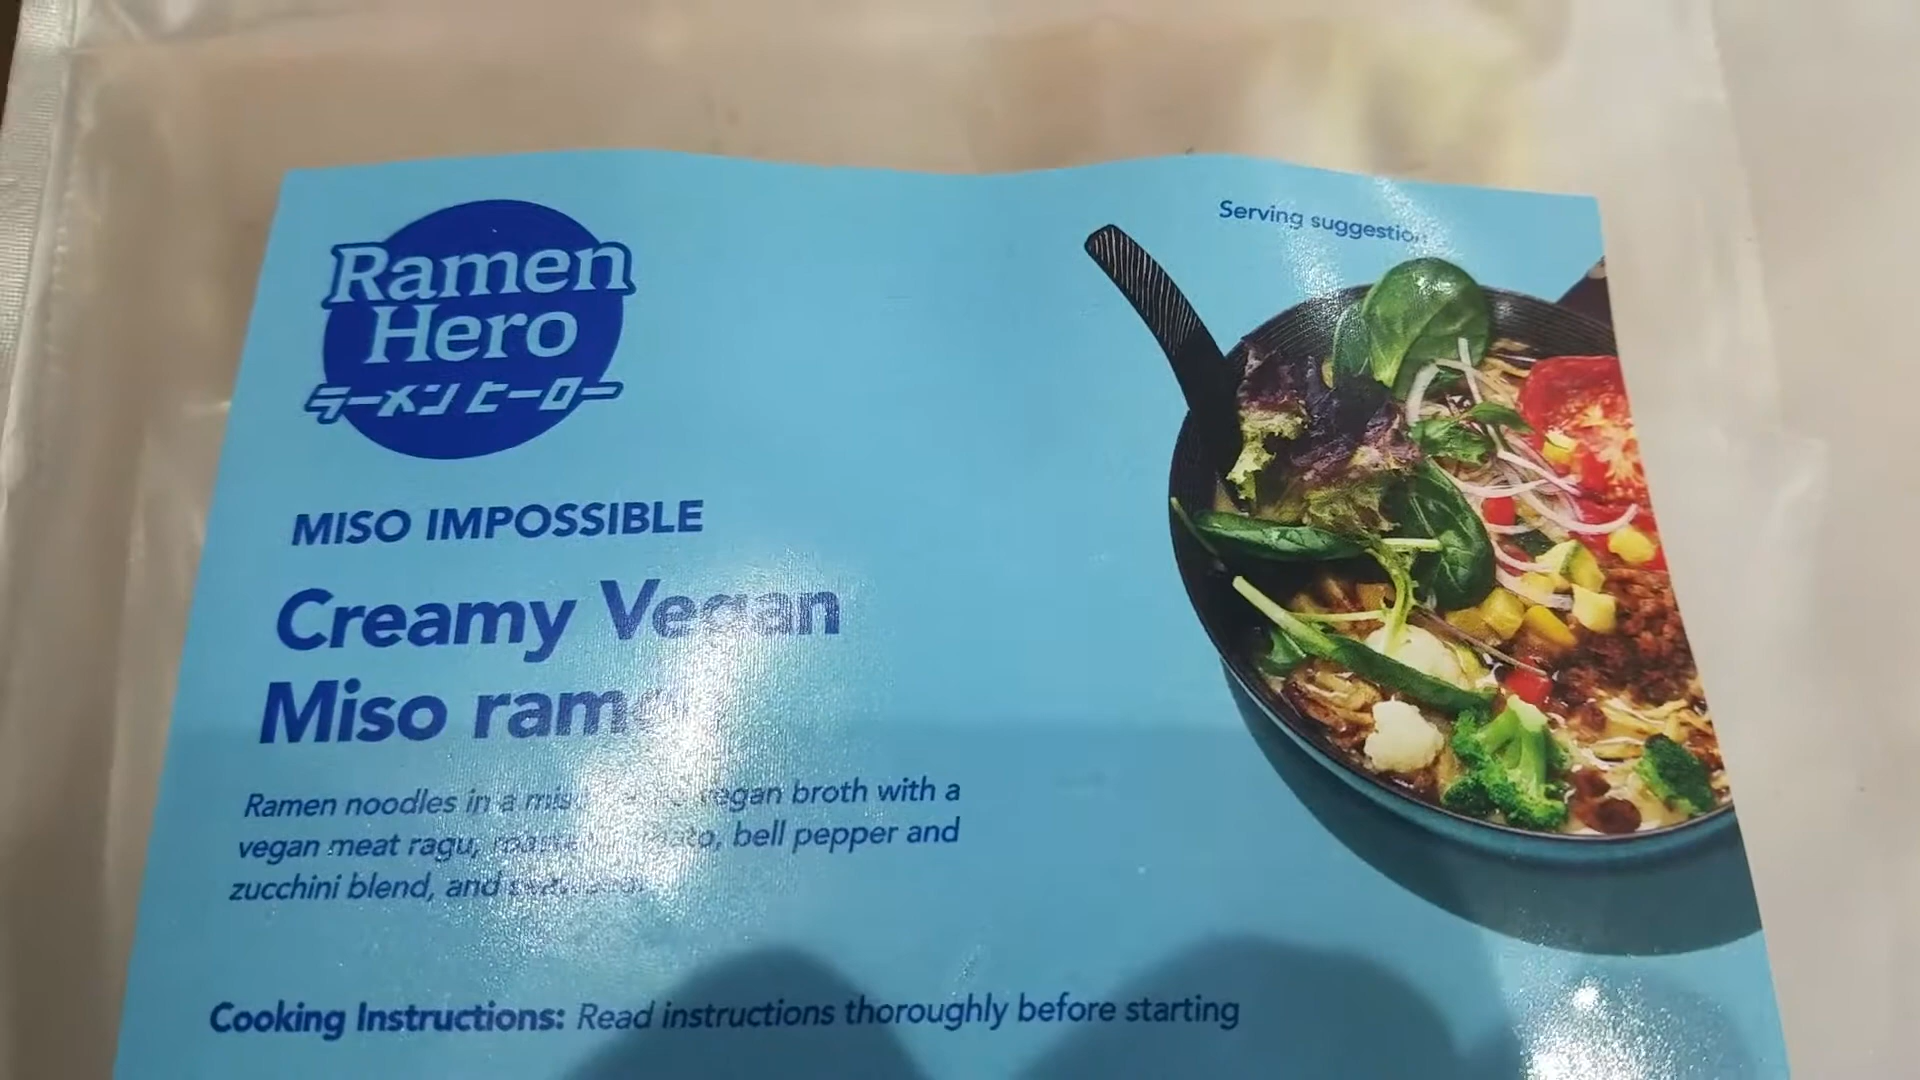 Ramen
Hero
ラーメンヒーロー
Serving suggestion
MISO IMPOSSIBLE
Creamy Vegan
Miso ramen
Ramen noodles in a vegan broth with a
vegan meat ragu, bell pepper and
zucchini blend, and
Cooking Instructions: Read instructions thoroughly before starting